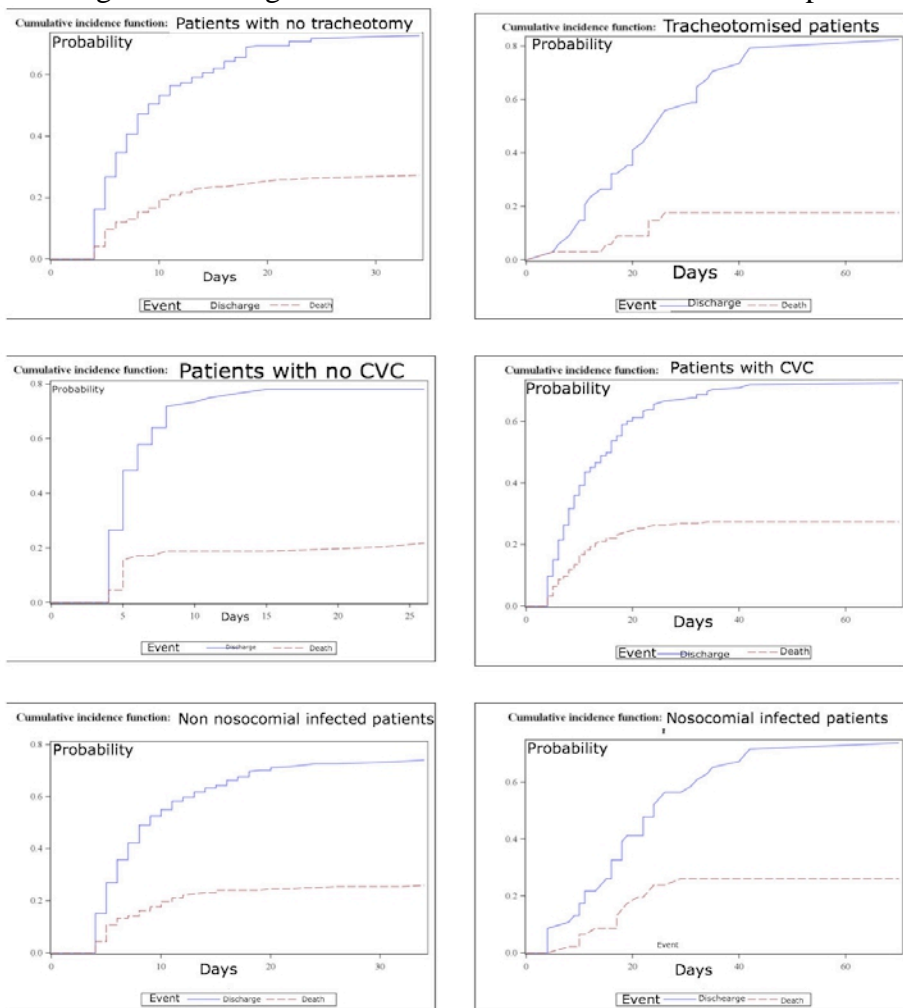 Cumulative incidence function: Patients with no tracheotomy
Probability
0.6
0.4
0.2
0.0
0 10 20 30
Days
Event Discharge Death
Cumulative incidence function: Tracheotomised patients
Probability
0.8
0.6
0.4
0.2
0.0
0 20 40 60
Days
Event Discharge Death
Cumulative incidence function: Patients with no CVC
Probability
0.8
0.6
0.4
0.2
0.0
0 5 10 15 20 25
Days
Event Discharge Death
Cumulative incidence function: Patients with CVC
Probability
0.6
0.4
0.2
0.0
0 20 40 60
Days
Event Discharge Death
Cumulative incidence function: Non nosocomial infected patients
Probability
0.8
0.6
0.4
0.2
0.0
0 10 20 30
Days
Event Discharge Death
Cumulative incidence function: Nosocomial infected patients
Probability
0.6
0.4
0.2
0.0
Event
0 20 40 60
Days
Event Dischearge Death